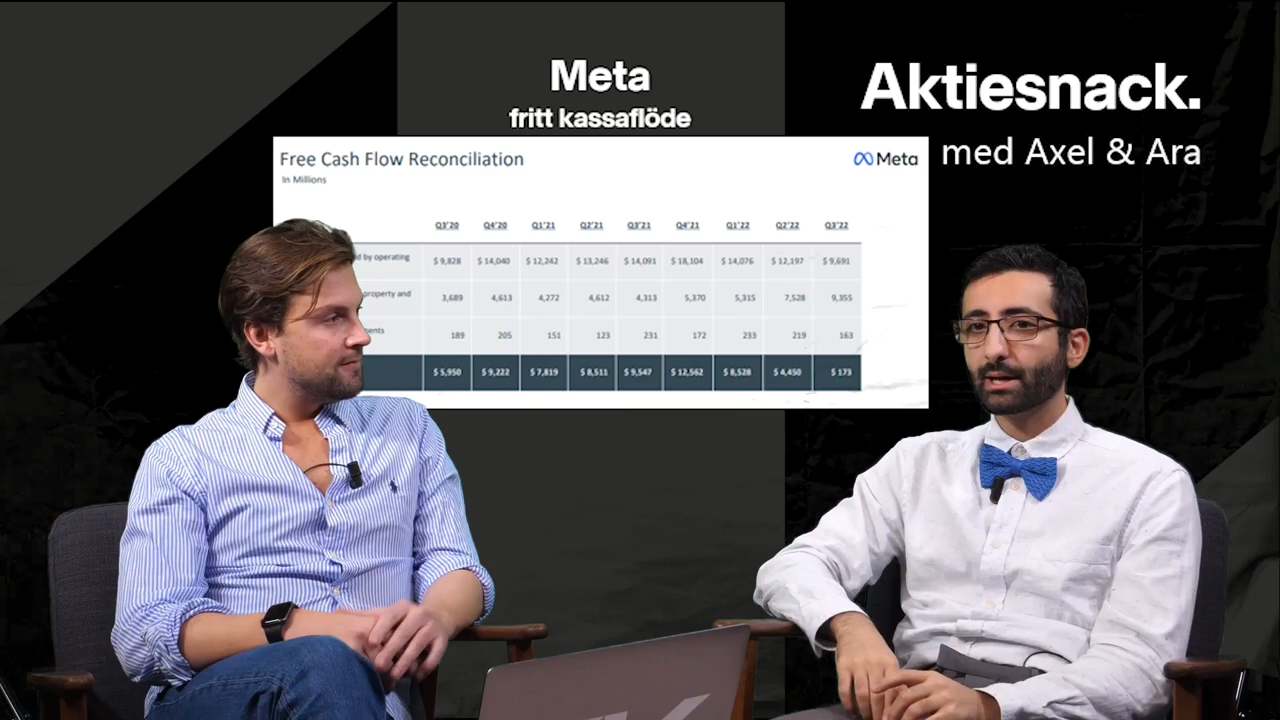 Meta
fritt kassaflöde
Aktiesnack.
med Axel & Ara
Free Cash Flow Reconciliation
Meta
In Millions
Q3'20 Q4'20 Q1'21 Q2'21 Q3'21 Q4'21 Q1'22 Q2'22 Q3'22
d by operating
$ 9,828 $ 14,040 $ 12,242 $ 13,246 $ 14,091 $ 18,104 $ 14,076 $ 12,197 $ 9,691
property and
3,689 4,613 4,272 4,612 4,313 5,370 5,315 7,528 9,355
ents
189 205 151 123 231 172 233 219 163
$ 5,950 $ 9,222 $ 7,819 $ 8,511 $ 9,547 $ 12,562 $ 8,528 $ 4,450 $ 173